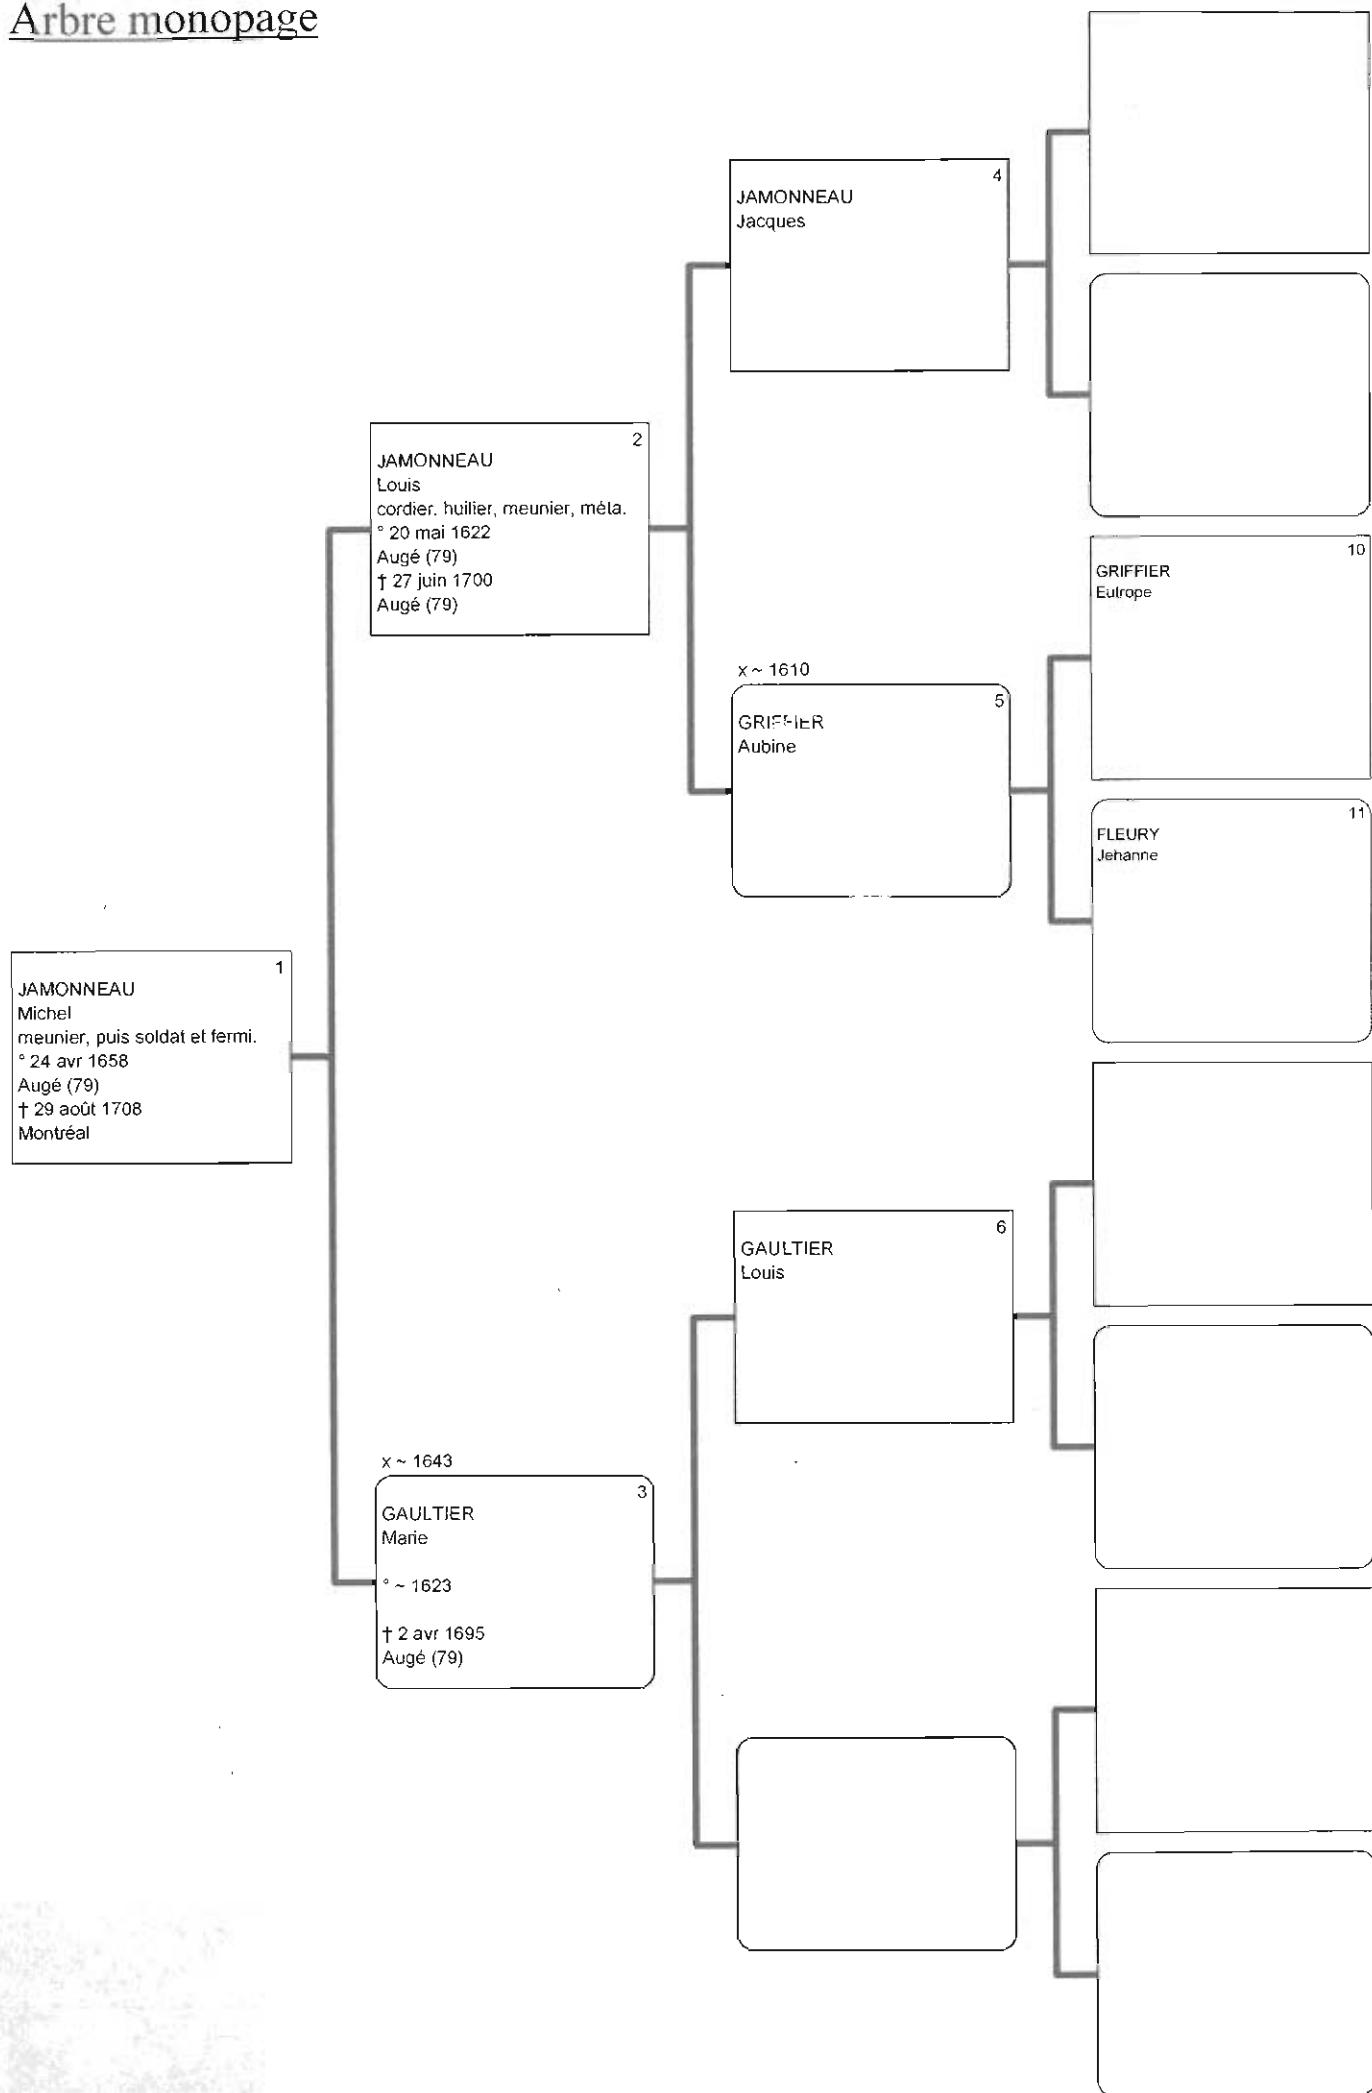 Arbre monopage
4
JAMONNEAU
Jacques
2
JAMONNEAU
Louis
cordier, huilier, meunier, méta.
° 20 mai 1622
Augé (79)
† 27 juin 1700
Augé (79)
10
GRIFFIER
Eutrope
x ~ 1610
5
GRIFFIER
Aubine
11
FLEURY
Jehanne
1
JAMONNEAU
Michel
meunier, puis soldat et fermi.
° 24 avr 1658
Augé (79)
† 29 août 1708
Montréal
6
GAULTIER
Louis
x ~ 1643
3
GAULTIER
Marie
° ~ 1623
† 2 avr 1695
Augé (79)